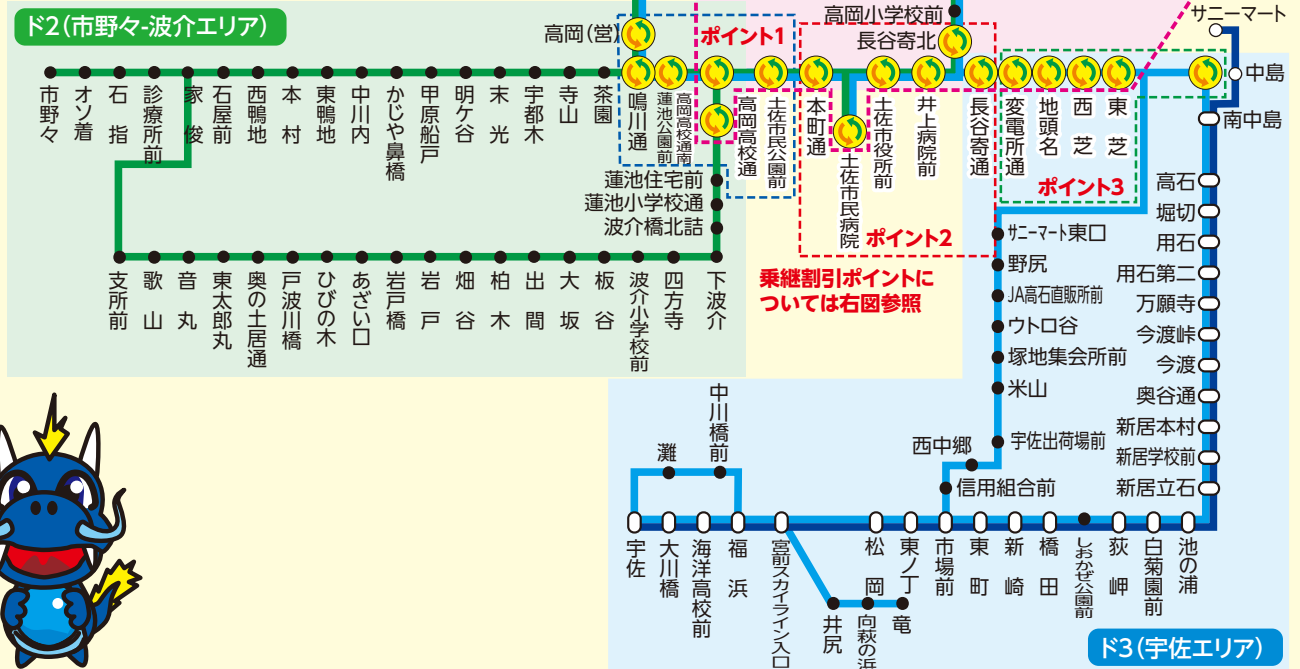 ド2(市野々-波介エリア)
高岡(営)
ポイント1
高岡小学校前
長谷寄北
サニーマート
中島
南中島
市野々
オソ着
石指
診療所前
家俊
石屋前
西鴨地
本村
東鴨地
中川内
かじや鼻橋
甲原船戸
明ケ谷
末光
宇都木
寺山
茶園
鳴川通
蓮池公園前
高岡高校通南
高岡高校通
土佐市民公園前
本町通
土佐市民病院
土佐市役所前
井上病院前
長谷寄通
変電所通
地頭名
西芝
東芝
ポイント3
ポイント2
乗継割引ポイントに
ついては右図参照
蓮池住宅前
蓮池小学校通
波介橋北詰
支所前
歌山
音丸
東太郎丸
奥の土居通
戸波川橋
ひびの木
あざい口
岩戸橋
岩戸
畑谷
柏木
出間
大坂
板谷
波介小学校前
四方寺
下波介
サニーマート東口
野尻
JA高石直販所前
ウトロ谷
塚地集会所前
米山
宇佐出荷場前
西中郷
信用組合前
高石
堀切
用石
用石第二
万願寺
今渡峠
今渡
奥谷通
新居本村
新居学校前
新居立石
灘
中川橋前
宇佐
大川橋
海洋高校前
福浜
宮前スカイライン入口
松岡
東ノ丁
市場前
東町
新崎
橋田
しおかぜ公園前
荻岬
白菊園前
池の浦
井尻
向萩の浜
竜
ド3(宇佐エリア)